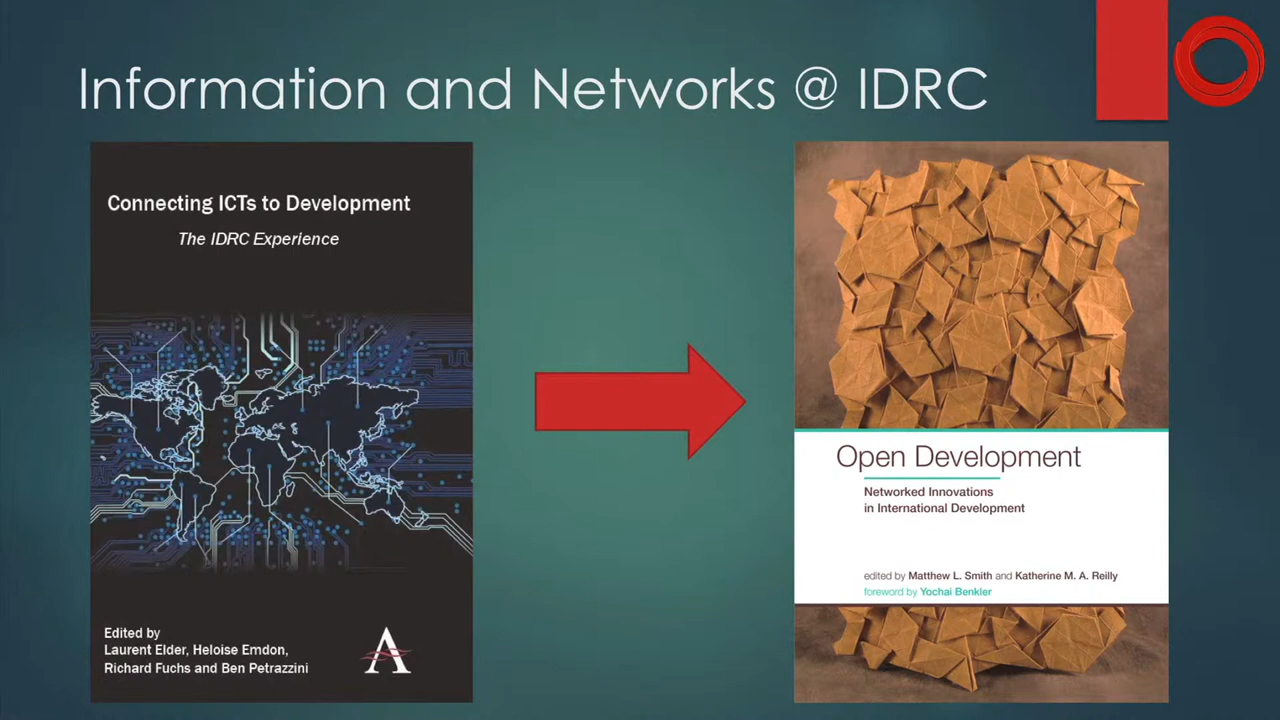 Information and Networks @ IDRC
Connecting ICTs to Development
The IDRC Experience
Edited by
Laurent Elder, Heloise Emdon,
Richard Fuchs and Ben Petrazzini
A
Open Development
Networked Innovations
in International Development
edited by Matthew L. Smith and Katherine M. A. Reilly
foreword by Yochai Benkler